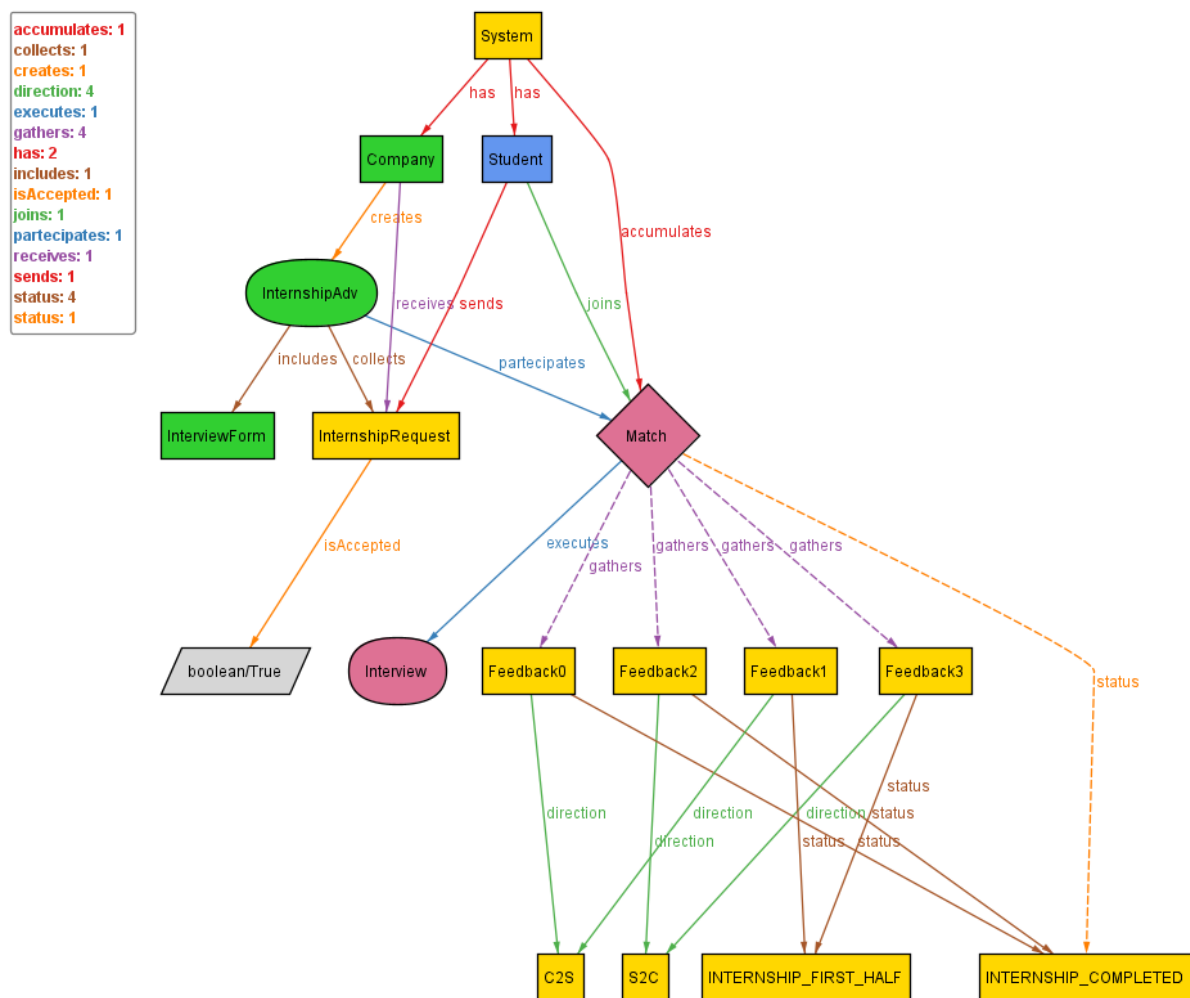 accumulates: 1
collects: 1
creates: 1
direction: 4
executes: 1
gathers: 4
has: 2
includes: 1
isAccepted: 1
joins: 1
partecipates: 1
receives: 1
sends: 1
status: 4
status: 1
System
has
has
Company
Student
creates
accumulates
InternshipAdv
receives
sends
joins
includes
collects
partecipates
InterviewForm
InternshipRequest
Match
isAccepted
executes
gathers
gathers
gathers
gathers
boolean/True
Interview
Feedback0
Feedback2
Feedback1
Feedback3
status
status
direction
direction
direction
status
direction
status
status
C2S
S2C
INTERNSHIP_FIRST_HALF
INTERNSHIP_COMPLETED